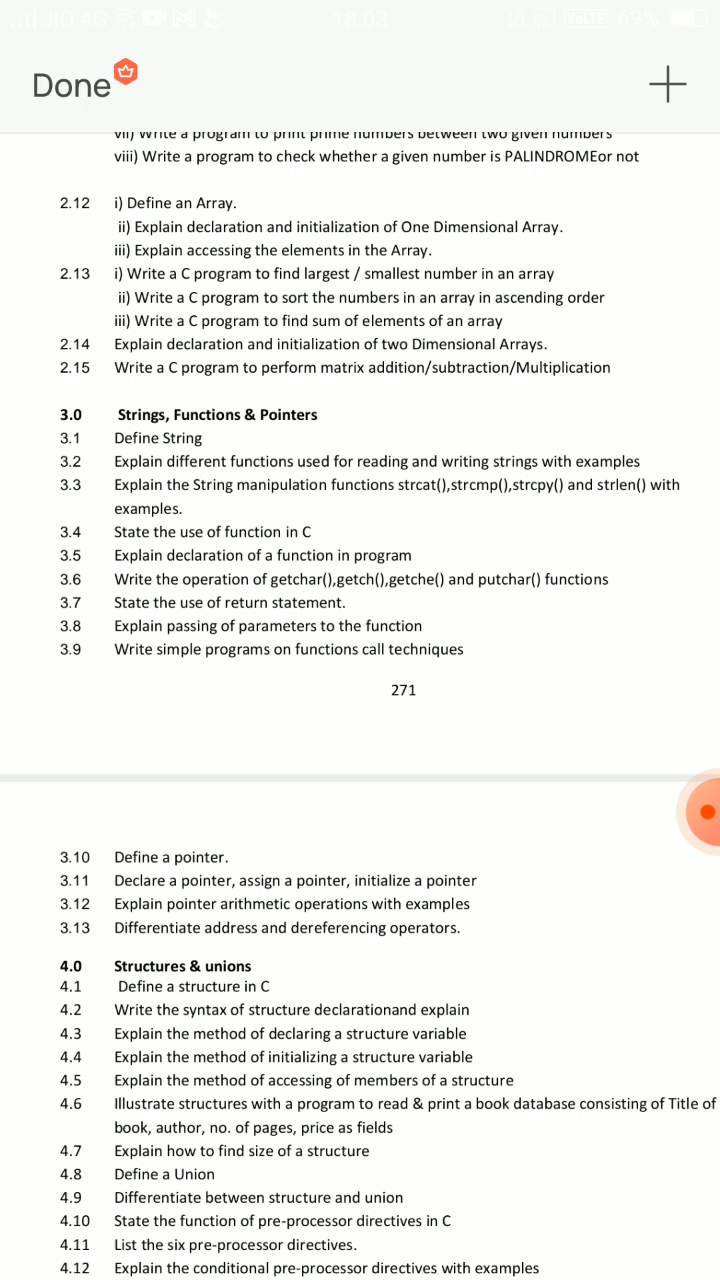 JIO 4G 18.03 VoLTE 69%
Done
vii) Write a program to print prime numbers between two given numbers
viii) Write a program to check whether a given number is PALINDROMEor not
2.12 i) Define an Array.
ii) Explain declaration and initialization of One Dimensional Array.
iii) Explain accessing the elements in the Array.
2.13 i) Write a C program to find largest / smallest number in an array
ii) Write a C program to sort the numbers in an array in ascending order
iii) Write a C program to find sum of elements of an array
2.14 Explain declaration and initialization of two Dimensional Arrays.
2.15 Write a C program to perform matrix addition/subtraction/Multiplication
3.0 Strings, Functions & Pointers
3.1 Define String
3.2 Explain different functions used for reading and writing strings with examples
3.3 Explain the String manipulation functions strcat(),strcmp(),strcpy() and strlen() with
examples.
3.4 State the use of function in C
3.5 Explain declaration of a function in program
3.6 Write the operation of getchar(),getch(),getche() and putchar() functions
3.7 State the use of return statement.
3.8 Explain passing of parameters to the function
3.9 Write simple programs on functions call techniques
271
3.10 Define a pointer.
3.11 Declare a pointer, assign a pointer, initialize a pointer
3.12 Explain pointer arithmetic operations with examples
3.13 Differentiate address and dereferencing operators.
4.0 Structures & unions
4.1 Define a structure in C
4.2 Write the syntax of structure declarationand explain
4.3 Explain the method of declaring a structure variable
4.4 Explain the method of initializing a structure variable
4.5 Explain the method of accessing of members of a structure
4.6 Illustrate structures with a program to read & print a book database consisting of Title of
book, author, no. of pages, price as fields
4.7 Explain how to find size of a structure
4.8 Define a Union
4.9 Differentiate between structure and union
4.10 State the function of pre-processor directives in C
4.11 List the six pre-processor directives.
4.12 Explain the conditional pre-processor directives with examples